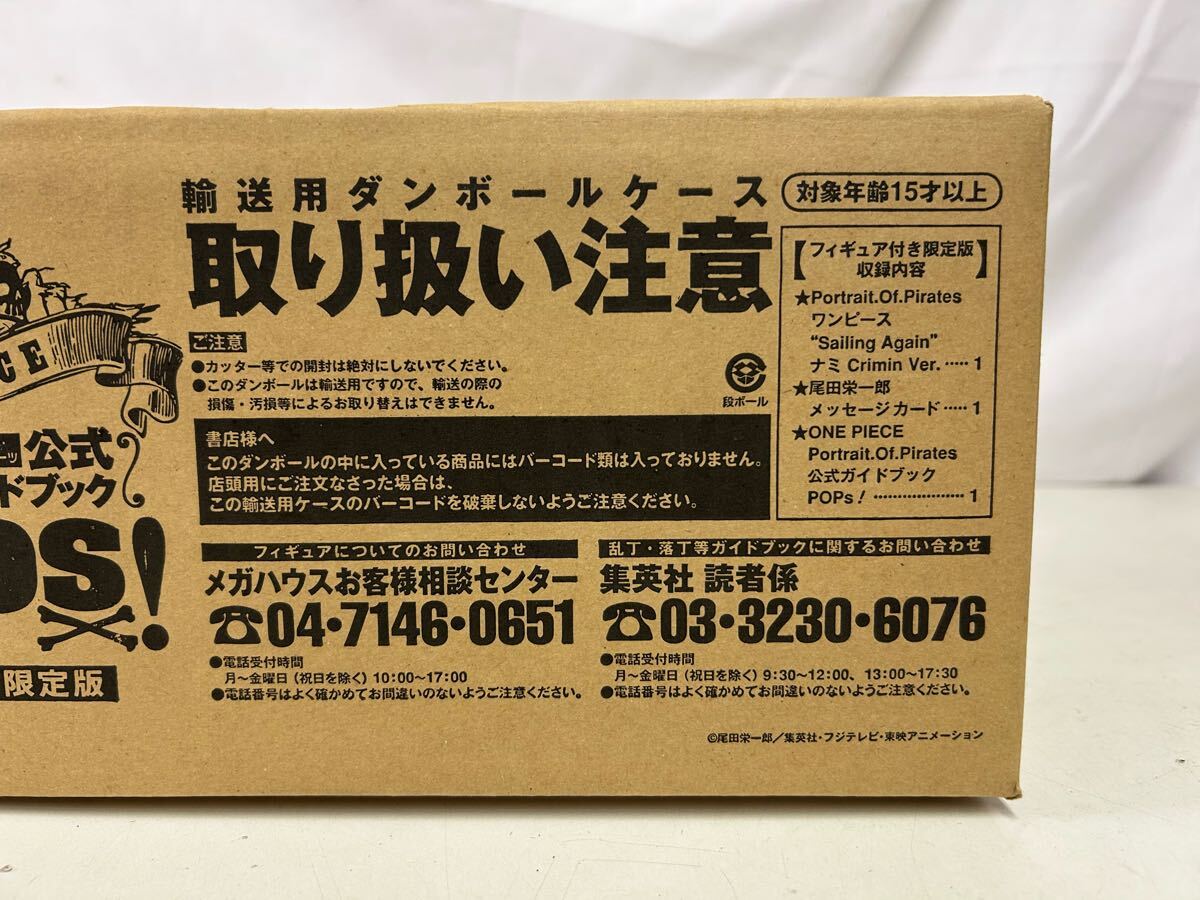 CE
公式
ドブック
OS!
限定版
輸送用ダンボールケース
取り扱い注意
ご注意
●カッター等での開封は絶対にしないでください。
●このダンボールは輸送用ですので、輸送の際の
損傷・汚損等によるお取り替えはできません。
段ボール
書店様へ
このダンボールの中に入っている商品にはバーコード類は入っておりません。
店頭用にご注文なさった場合は、
この輸送用ケースのバーコードを破棄しないようご注意ください。
対象年齢15才以上
【フィギュア付き限定版
収録内容】
★Portrait.Of.Pirates
ワンピース
“Sailing Again”
ナミ Crimin Ver. ····· 1
★尾田栄一郎
メッセージカード ····· 1
★ONE PIECE
Portrait.Of.Pirates
公式ガイドブック
POPs! ·················· 1
フィギュアについてのお問い合わせ
メガハウスお客様相談センター
☎04・7146・0651
●電話受付時間
月〜金曜日（祝日を除く）10:00〜17:00
●電話番号はよく確かめてお間違いのないようご注意ください。
乱丁・落丁等ガイドブックに関するお問い合わせ
集英社 読者係
☎03・3230・6076
●電話受付時間
月〜金曜日（祝日を除く）9:30〜12:00、13:00〜17:30
●電話番号はよく確かめてお間違いのないようご注意ください。
©尾田栄一郎／集英社・フジテレビ・東映アニメーション